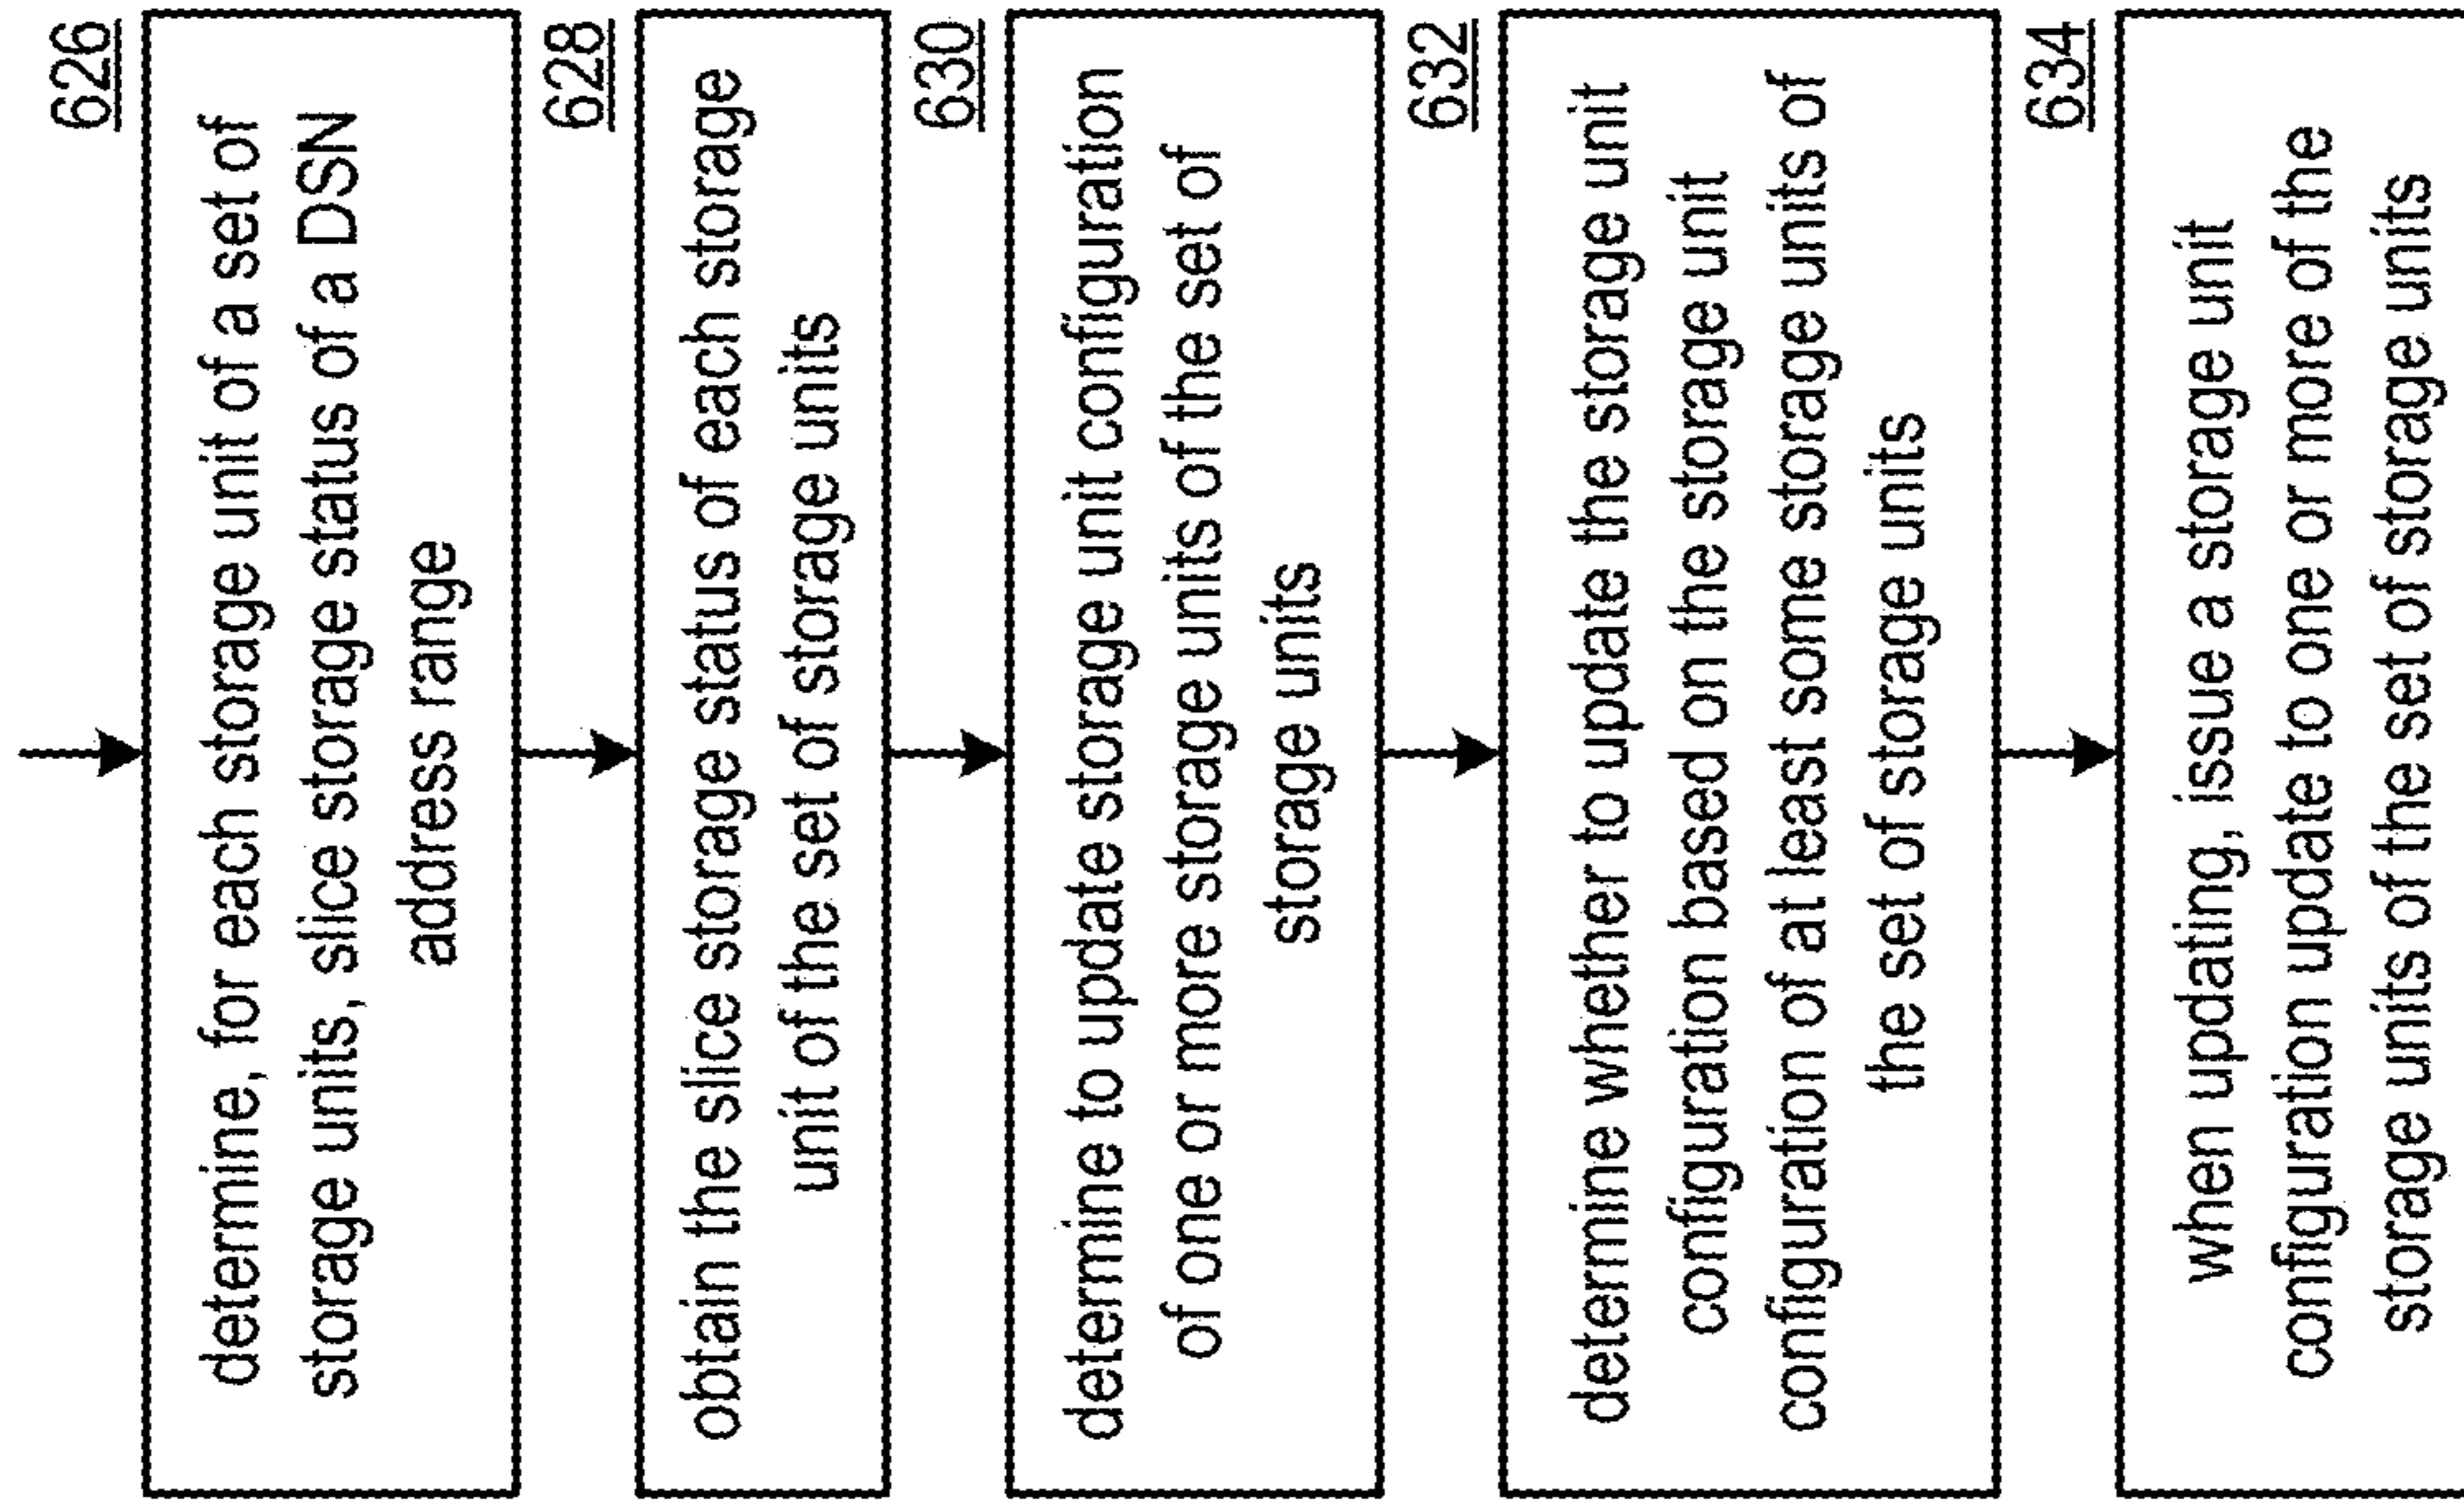 626
determine, for each storage unit of a set of
storage units, slice storage status of a DSN
address range
628
obtain the slice storage status of each storage
unit of the set of storage units
630
determine to update storage unit configuration
of one or more storage units of the set of
storage units
632
determine whether to update the storage unit
configuration based on the storage unit
configuration of at least some storage units of
the set of storage units
634
when updating, issue a storage unit
configuration update to one or more of the
storage units of the set of storage units